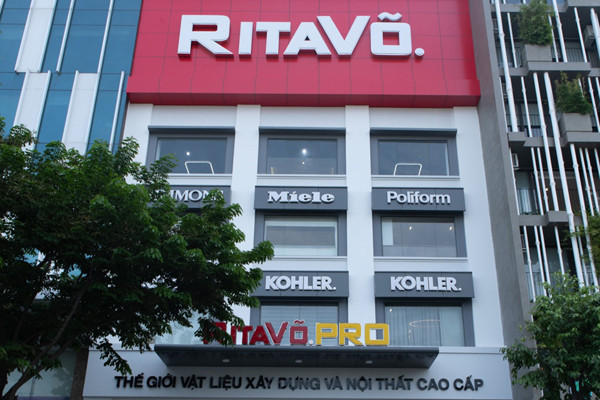 RITAVÕ.
Miele
Poliform
KOHLER.
KOHLER.
RITAVÕ.PRO
THẾ GIỚI VẬT LIỆU XÂY DỰNG VÀ NỘI THẤT CAO CẤP